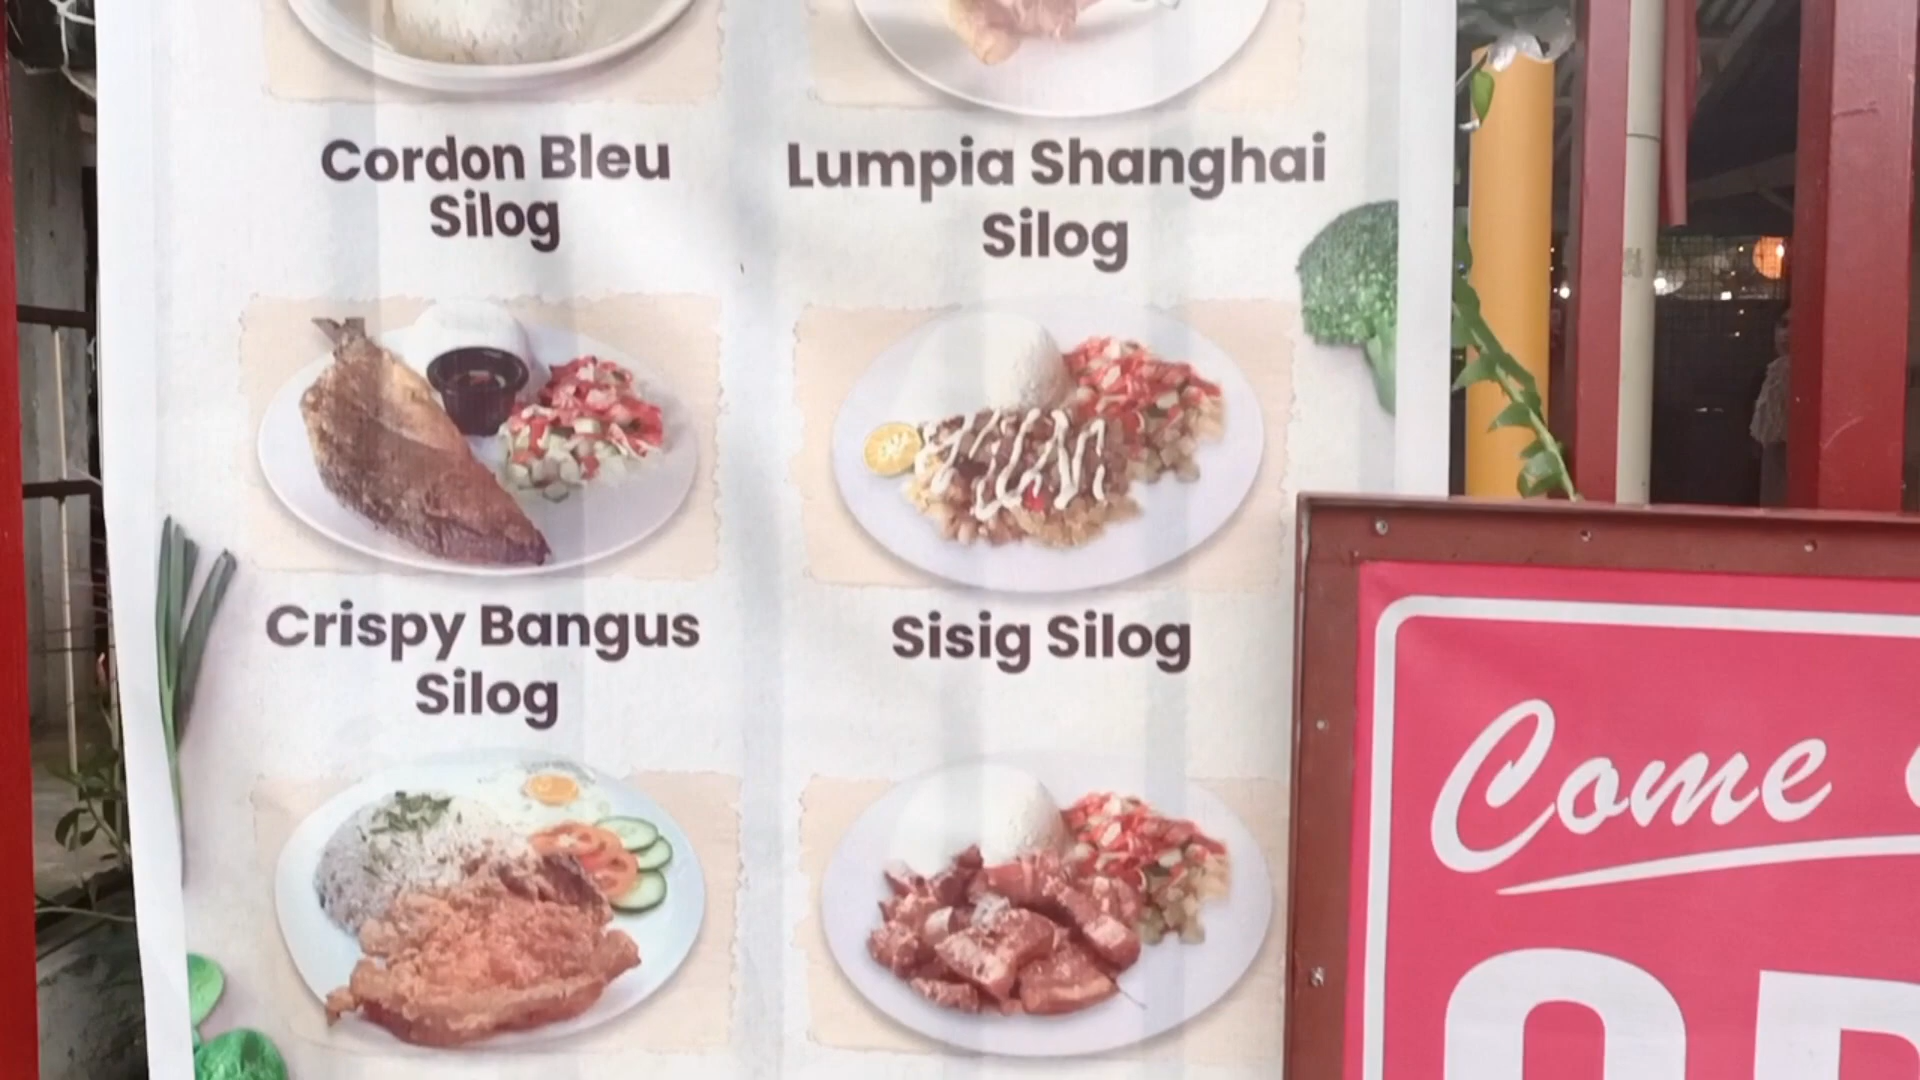 Cordon Bleu
Silog
Lumpia Shanghai
Silog
Crispy Bangus
Silog
Sisig Silog
Come